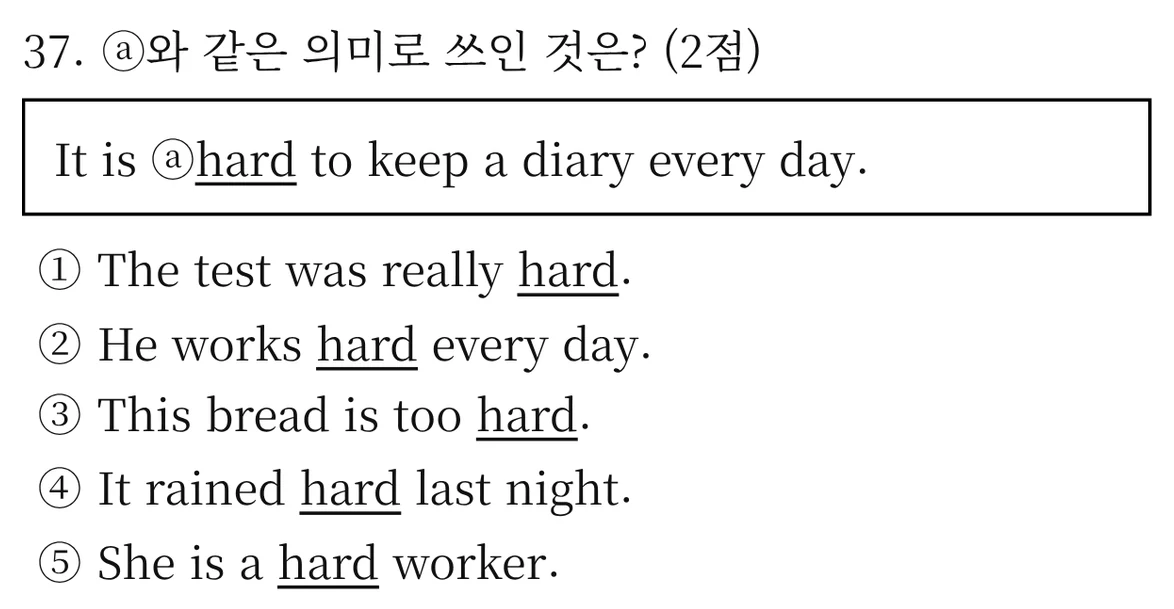 37. ⓐ와 같은 의미로 쓰인 것은? (2점)
It is ⓐhard to keep a diary every day.
① The test was really hard.
② He works hard every day.
③ This bread is too hard.
④ It rained hard last night.
⑤ She is a hard worker.